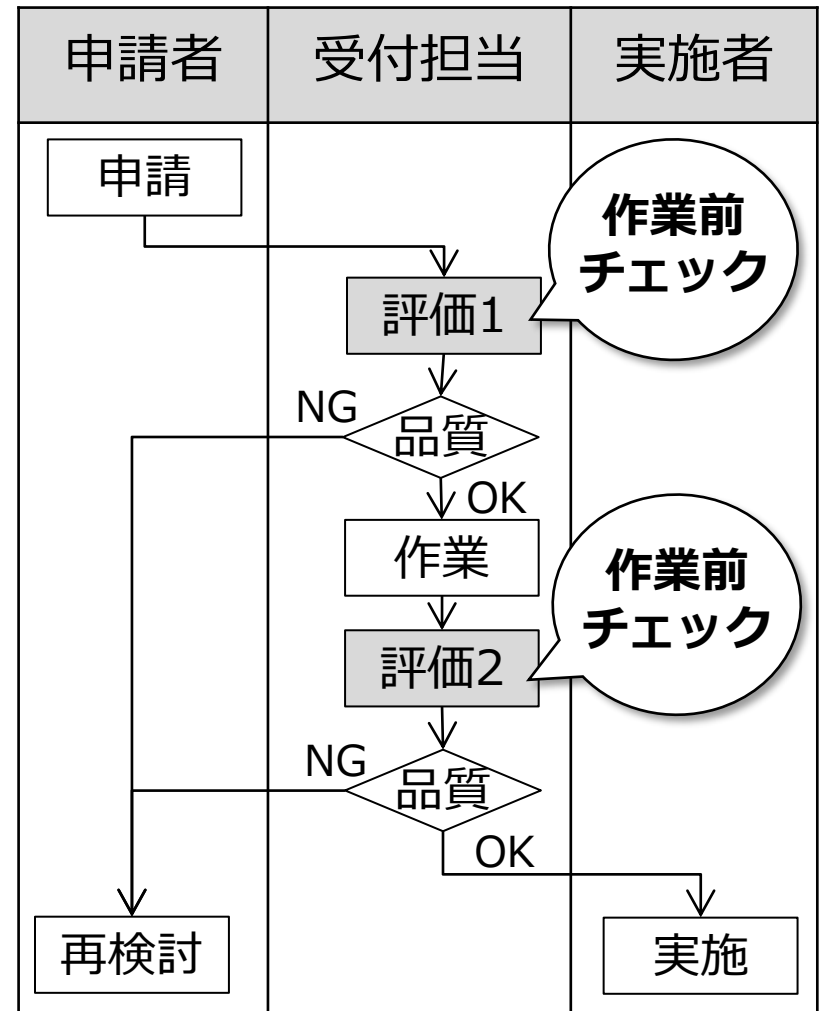 申請者
受付担当
実施者
申請
作業前
チェック
評価1
NG
品質
OK
作業
作業前
チェック
評価2
NG
品質
OK
再検討
実施